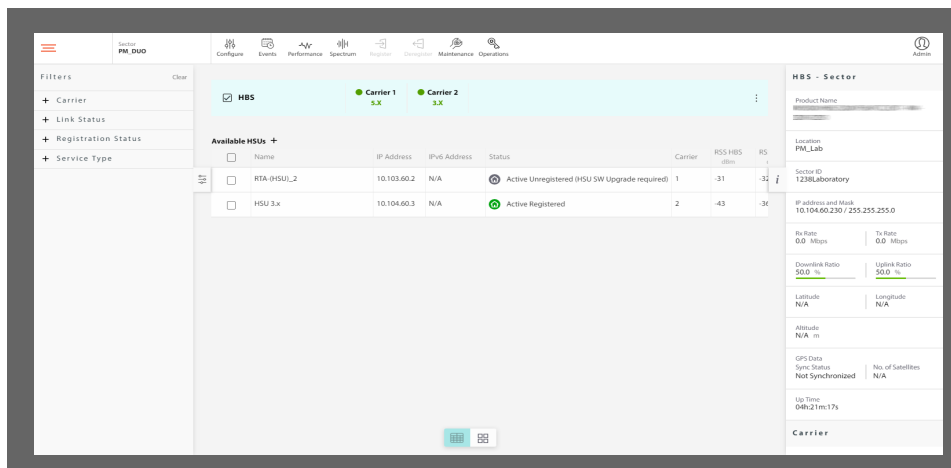 Sector
PM_DUO
Configure Events Performance Spectrum Register Deregister Maintenance Operations
Admin
Filters Clear
+ Carrier
+ Link Status
+ Registration Status
+ Service Type
HBS
Carrier 1
5.X
Carrier 2
3.X
Available HSUs +
Name IP Address IPv6 Address Status Carrier RSS HBS dBm RS
RTA-(HSU)_2 10.103.60.2 N/A Active Unregistered (HSU SW Upgrade required) 1 -31 -32
HSU 3.x 10.104.60.3 N/A Active Registered 2 -43 -36
i
HBS - Sector
Product Name
Location
PM_Lab
Sector ID
1238Laboratory
IP address and Mask
10.104.60.230 / 255.255.255.0
Rx Rate Tx Rate
0.0 Mbps 0.0 Mbps
Downlink Ratio Uplink Ratio
50.0 % 50.0 %
Latitude Longitude
N/A N/A
Altitude
N/A m
GPS Data
Sync Status No. of Satellites
Not Synchronized N/A
Up Time
04h:21m:17s
Carrier